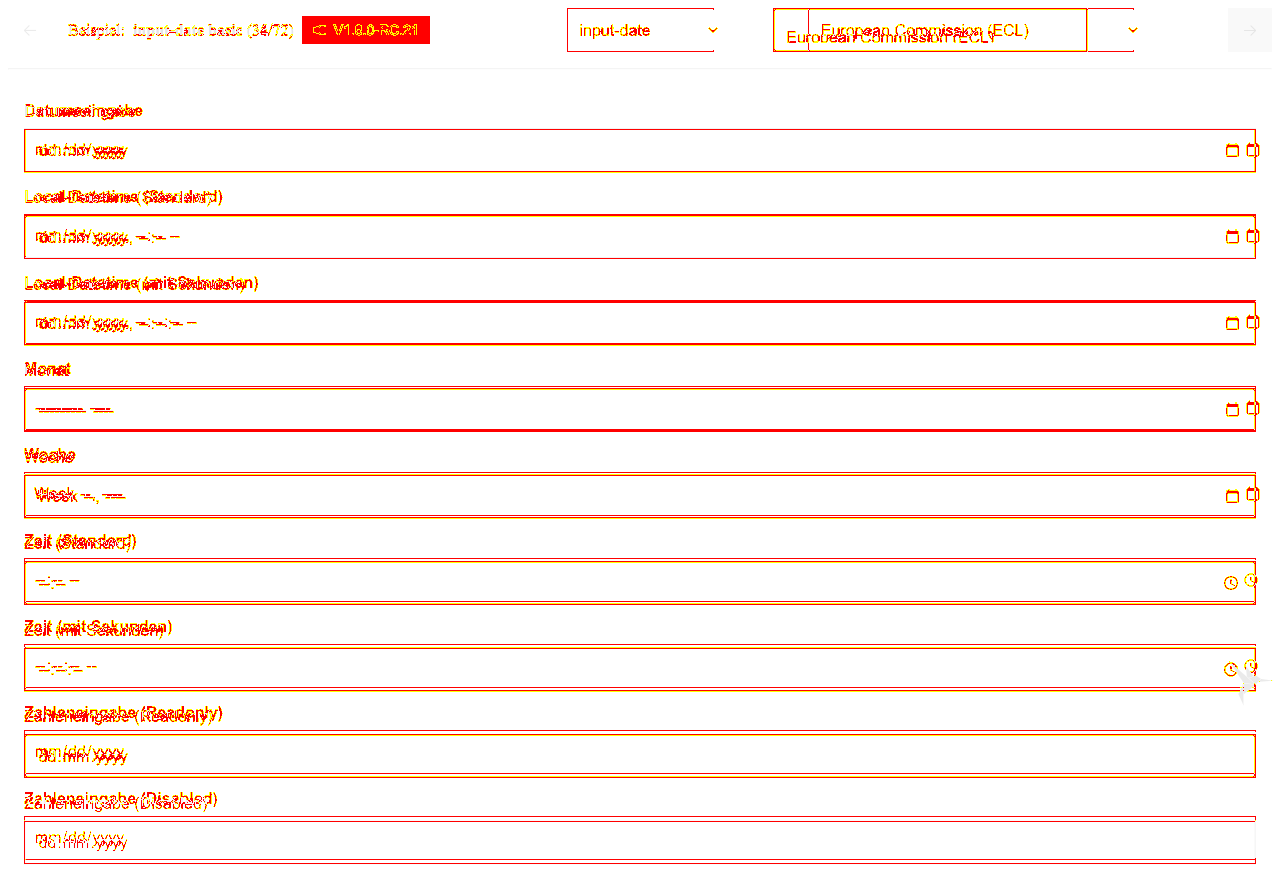 Beispiel: input-date basic (34/72) V1.6.0-RC.21 input-date European Commission (ECL)
Datumseingabe
mm/dd/yyyy
Local-Datetime (Standard)
mm/dd/yyyy, --:-- --
Local-Datetime (mit Sekunden)
mm/dd/yyyy, --:--:-- --
Monat
--------- ----
Woche
Week --, ----
Zeit (Standard)
--:-- --
Zeit (mit Sekunden)
--:--:-- --
Zahleneingabe (Readonly)
mm/dd/yyyy
Zahleneingabe (Disabled)
mm/dd/yyyy